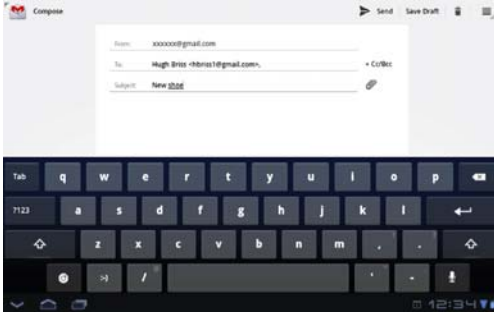 Compose Send Save Draft
From: xxxxxx@gmail.com
To: Hugh Briss <hbriss1@gmail.com>, + Cc/Bcc
Subject: New shoe
Tab q w e r t y u i o p
?123 a s d f g h j k l
z x c v b n m , .
:-) / ' -
12:34